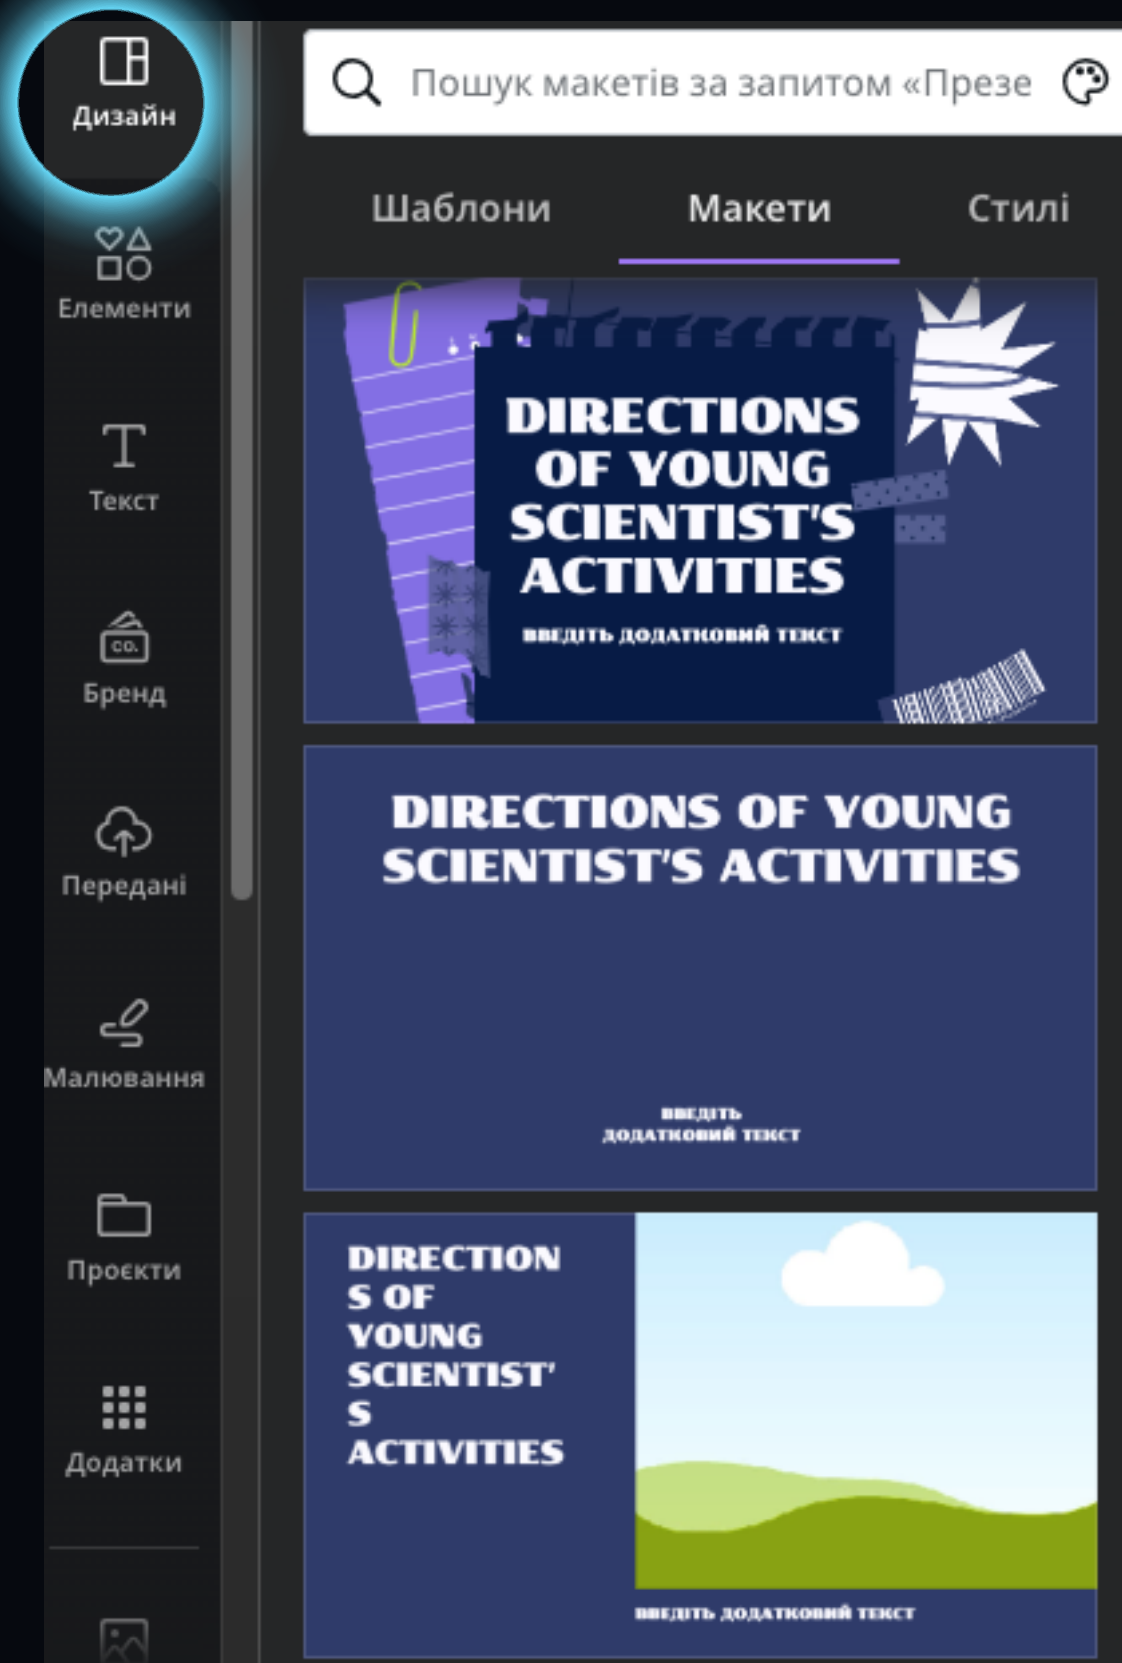 Дизайн
Елементи
Текст
CO.
Бренд
Передані
Малювання
Проєкти
Додатки
Пошук макетів за запитом «Презе
Шаблони Макети Стилі
DIRECTIONS
OF YOUNG
SCIENTIST'S
ACTIVITIES
ВВЕДІТЬ ДОДАТКОВИЙ ТЕКСТ
DIRECTIONS OF YOUNG
SCIENTIST'S ACTIVITIES
ВВЕДІТЬ
ДОДАТКОВИЙ ТЕКСТ
DIRECTION
S OF
YOUNG
SCIENTIST'
S
ACTIVITIES
ВВЕДІТЬ ДОДАТКОВИЙ ТЕКСТ